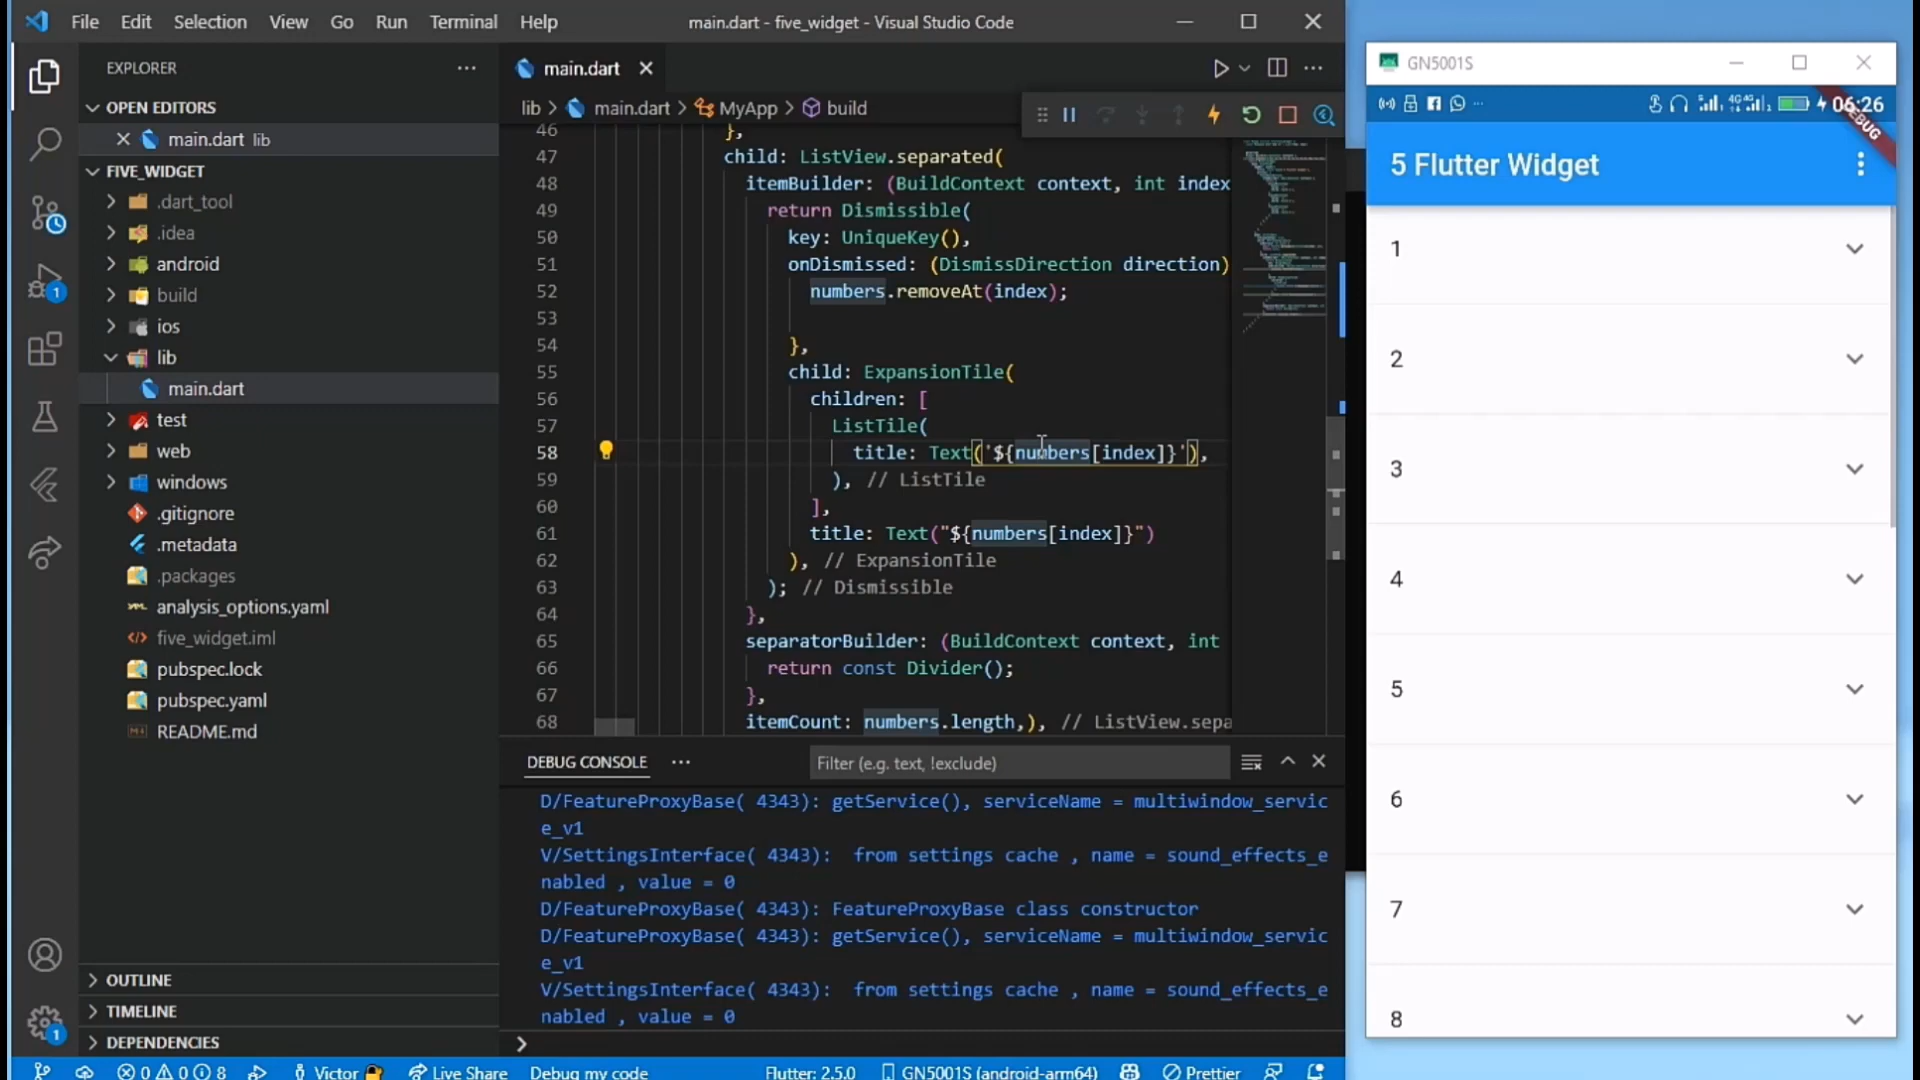 File Edit Selection View Go Run Terminal Help
main.dart - five_widget - Visual Studio Code
EXPLORER
OPEN EDITORS
main.dart lib
FIVE_WIDGET
.dart_tool
.idea
android
build
ios
lib
main.dart
test
web
windows
.gitignore
.metadata
.packages
analysis_options.yaml
five_widget.iml
pubspec.lock
pubspec.yaml
README.md
OUTLINE
TIMELINE
DEPENDENCIES
1
1
main.dart
lib > main.dart > MyApp > build
46 },
47 child: ListView.separated(
48 itemBuilder: (BuildContext context, int index
49 return Dismissible(
50 key: UniqueKey(),
51 onDismissed: (DismissDirection direction)
52 numbers.removeAt(index);
53
54 },
55 child: ExpansionTile(
56 children: [
57 ListTile(
58 title: Text('${numbers[index]}'),
59 ), // ListTile
60 ],
61 title: Text("${numbers[index]}")
62 ), // ExpansionTile
63 ); // Dismissible
64 },
65 separatorBuilder: (BuildContext context, int
66 return const Divider();
67 },
68 itemCount: numbers.length,), // ListView.sepa
DEBUG CONSOLE
Filter (e.g. text, !exclude)
D/FeatureProxyBase( 4343): getService(), serviceName = multiwindow_servic
e_v1
V/SettingsInterface( 4343):  from settings cache , name = sound_effects_e
nabled , value = 0
D/FeatureProxyBase( 4343): FeatureProxyBase class constructor
D/FeatureProxyBase( 4343): getService(), serviceName = multiwindow_servic
e_v1
V/SettingsInterface( 4343):  from settings cache , name = sound_effects_e
nabled , value = 0
0 0 8 Victor Live Share Debug my code Flutter: 2.5.0 GN5001S (android-arm64) Prettier
GN5001S
06:26
DEBUG
5 Flutter Widget
1
2
3
4
5
6
7
8